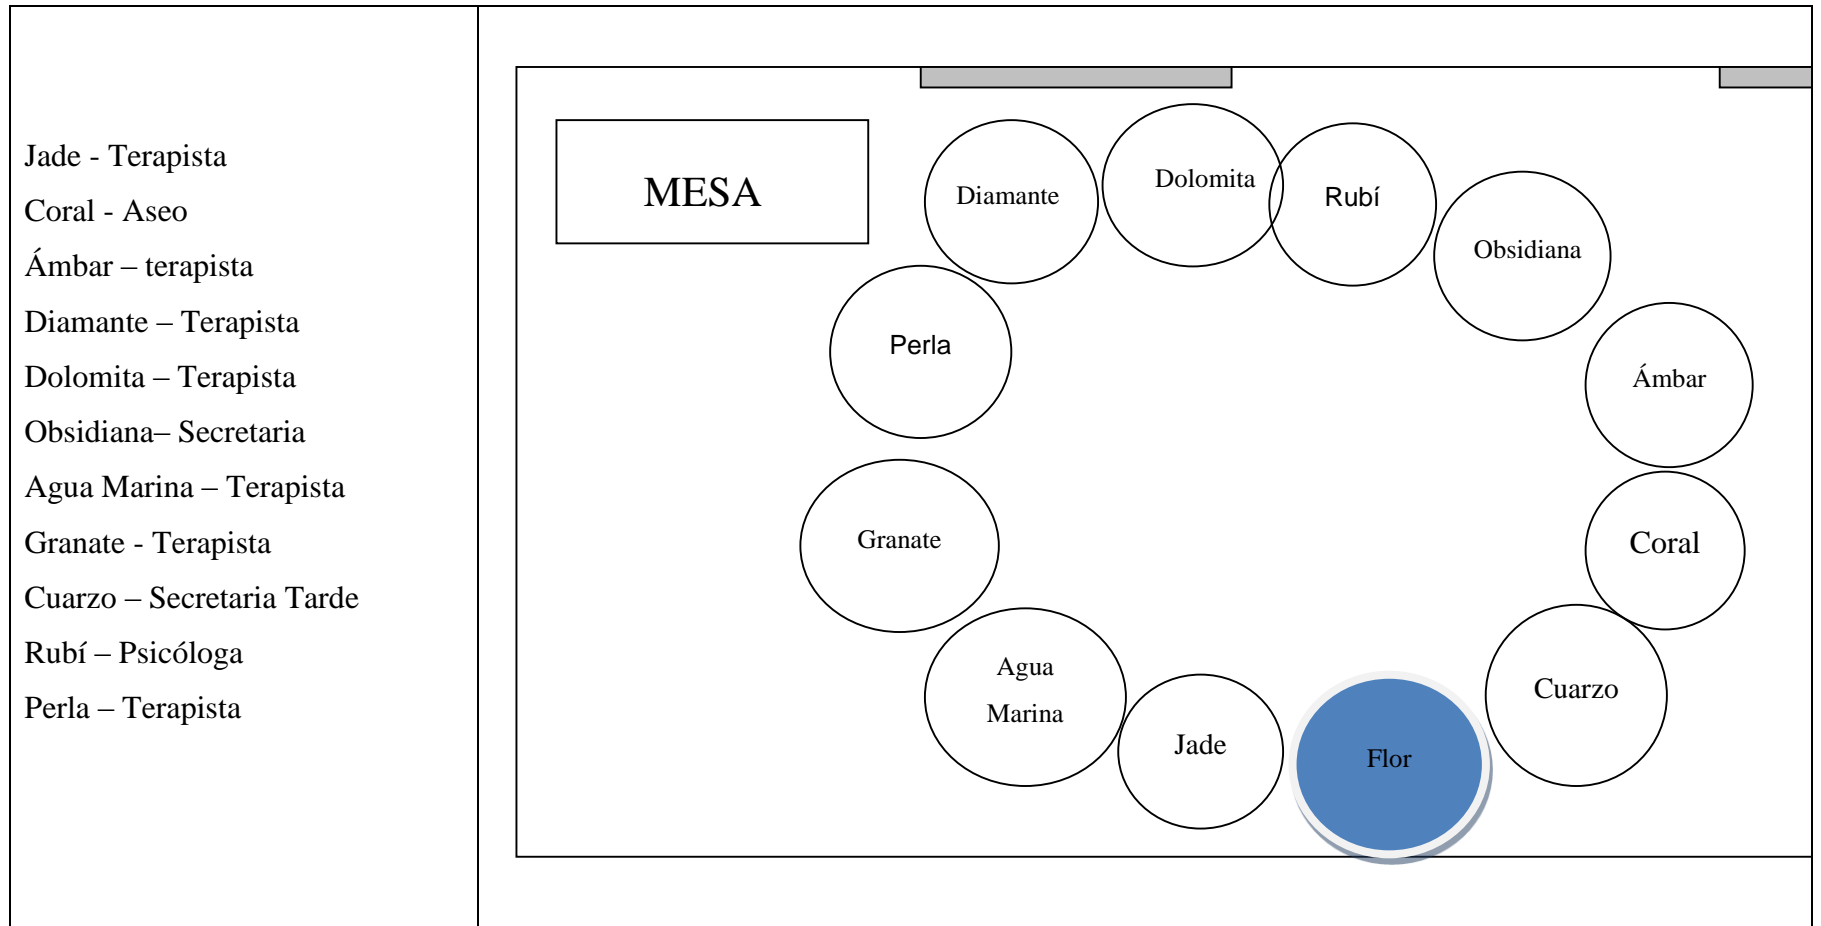 Jade - Terapista
Coral - Aseo
Ámbar – terapista
Diamante – Terapista
Dolomita – Terapista
Obsidiana– Secretaria
Agua Marina – Terapista
Granate - Terapista
Cuarzo – Secretaria Tarde
Rubí – Psicóloga
Perla – Terapista
MESA
Diamante
Dolomita
Rubí
Obsidiana
Perla
Ámbar
Granate
Coral
Agua
Marina
Jade
Flor
Cuarzo